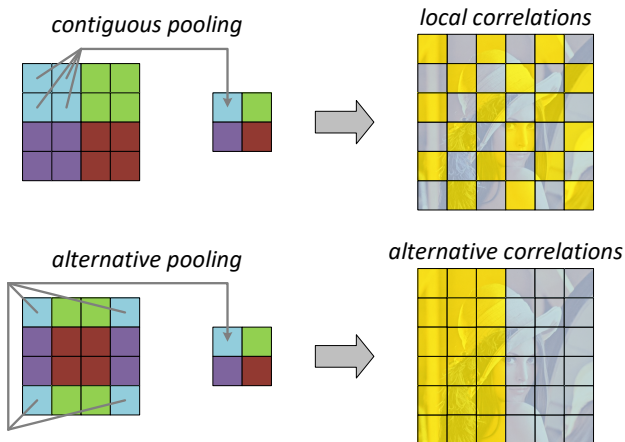 contiguous pooling
local correlations
alternative pooling
alternative correlations